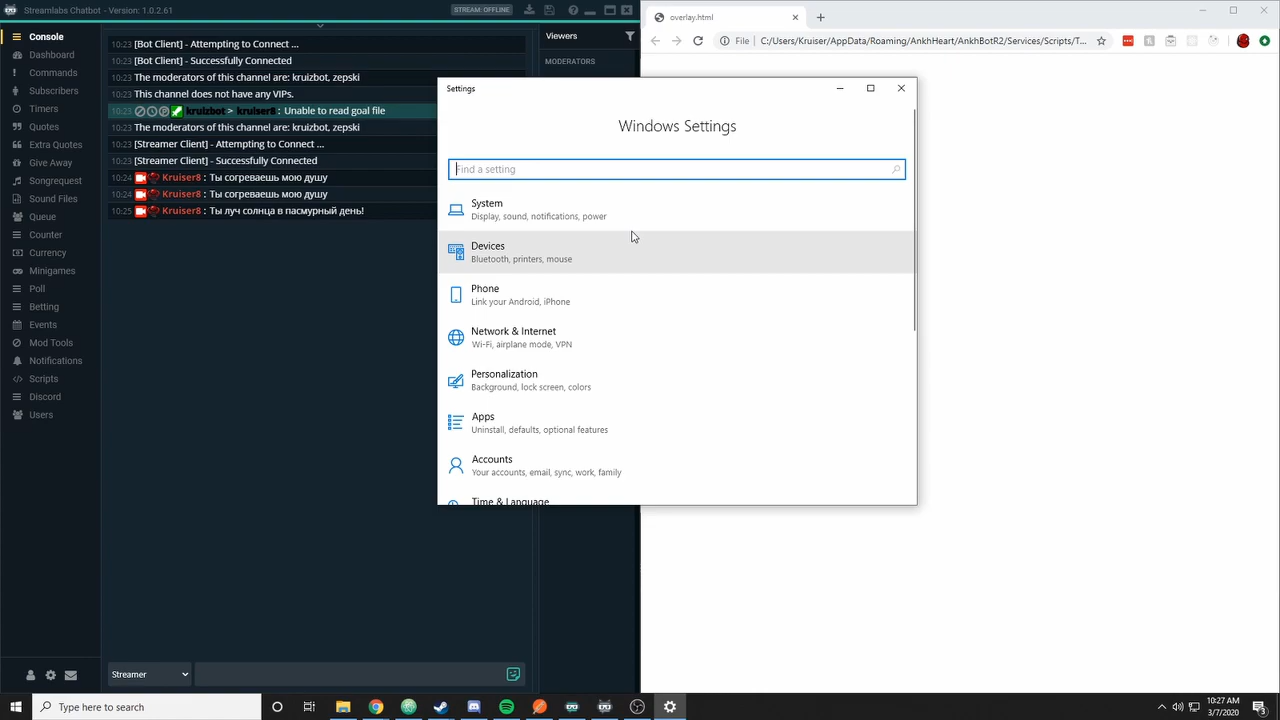 Streamlabs Chatbot - Version: 1.0.2.61
STREAM: OFFLINE
Console
Dashboard
Commands
Subscribers
Timers
Quotes
Extra Quotes
Give Away
Songrequest
Sound Files
Queue
Counter
Currency
Minigames
Poll
Betting
Events
Mod Tools
Notifications
Scripts
Discord
Users
10:23 [Bot Client] - Attempting to Connect ...
10:23 [Bot Client] - Successfully Connected
10:23 The moderators of this channel are: kruizbot, zepski
10:23 This channel does not have any VIPs.
10:23 kruizbot > kruiser8 : Unable to read goal file
10:23 The moderators of this channel are: kruizbot, zepski
10:23 [Streamer Client] - Attempting to Connect ...
10:23 [Streamer Client] - Successfully Connected
10:24 Kruiser8 : Ты согреваешь мою душу
10:24 Kruiser8 : Ты согреваешь мою душу
10:25 Kruiser8 : Ты луч солнца в пасмурный день!
Viewers
MODERATORS
Streamer
overlay.html
File C:/Users/Kruiser/AppData/Roaming/AnkhHeart/AnkhBotR2/Services/Scripts/T...
Settings
Windows Settings
Find a setting
System
Display, sound, notifications, power
Devices
Bluetooth, printers, mouse
Phone
Link your Android, iPhone
Network & Internet
Wi-Fi, airplane mode, VPN
Personalization
Background, lock screen, colors
Apps
Uninstall, defaults, optional features
Accounts
Your accounts, email, sync, work, family
Time & Language
Type here to search
10:27 AM
3/7/2020
3